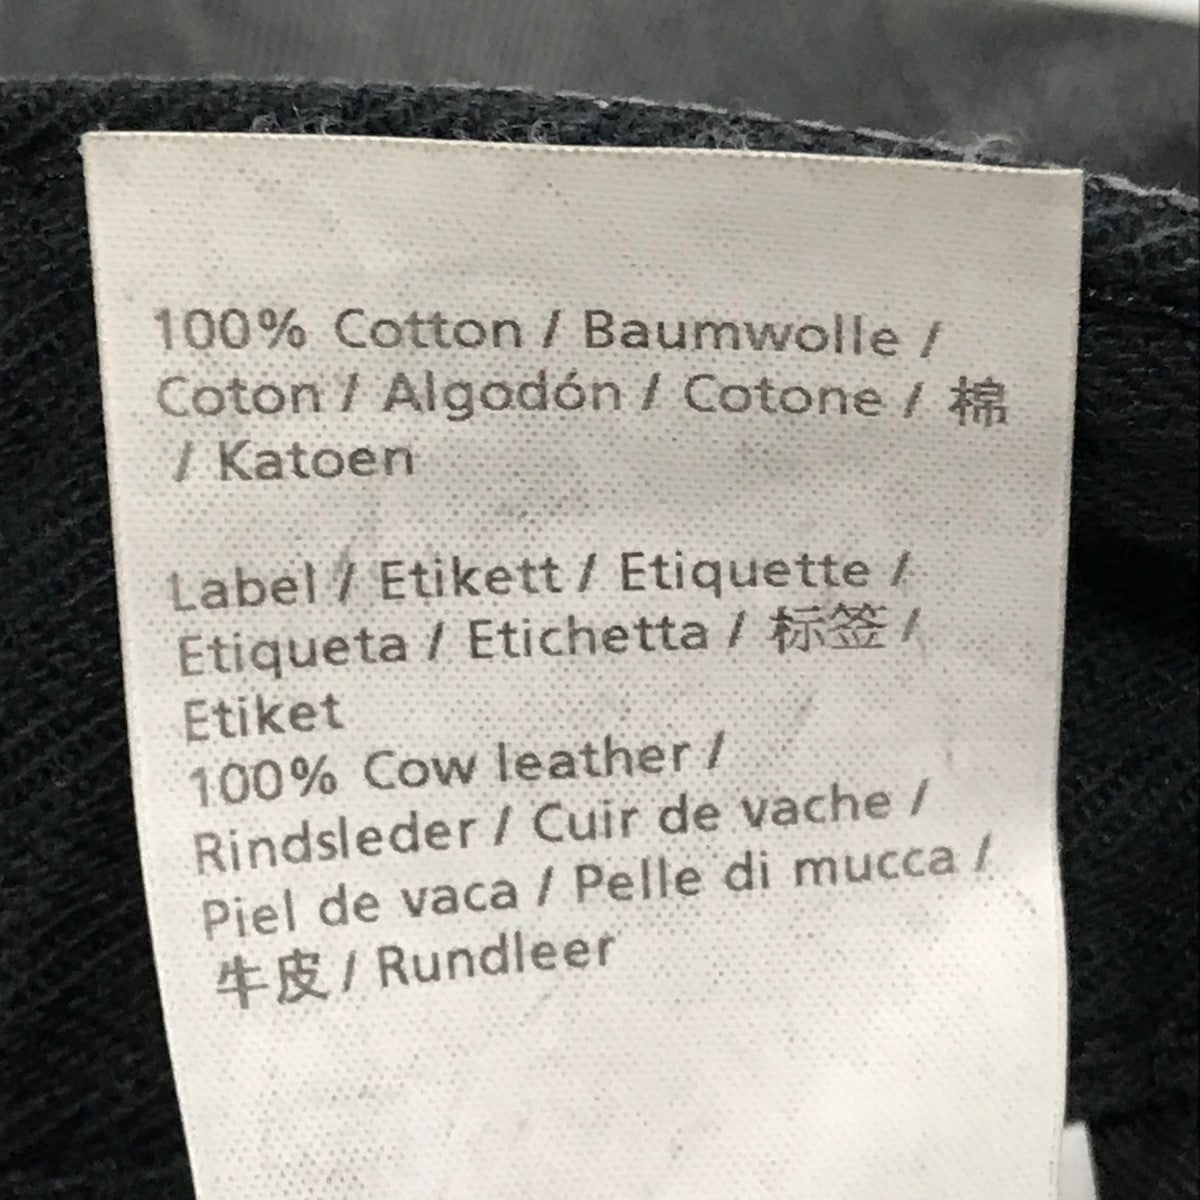 100% Cotton / Baumwolle /
Coton / Algodón / Cotone / 棉
/ Katoen
Label / Etikett / Etiquette /
Etiqueta / Etichetta / 标签 /
Etiket
100% Cow leather /
Rindsleder / Cuir de vache /
Piel de vaca / Pelle di mucca /
牛皮 / Rundleer